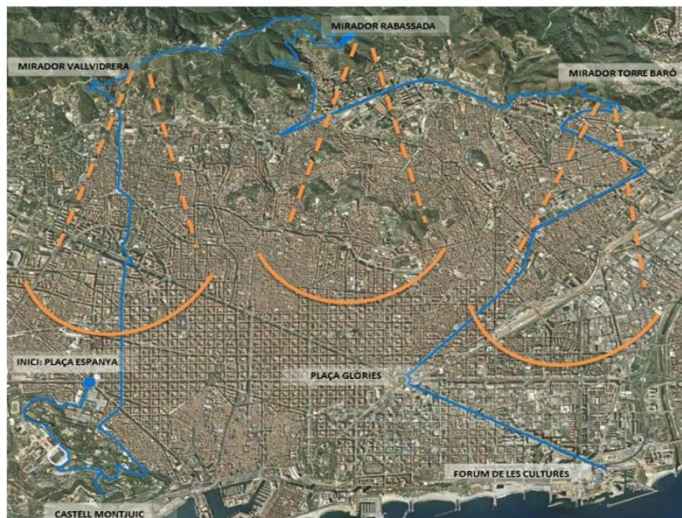 MIRADOR RABASSADA
MIRADOR VALLVIDRERA
MIRADOR TORRE BARÓ
INICI: PLAÇA ESPANYA
PLAÇA GLÒRIES
FORUM DE LES CULTURES
CASTELL MONTJUIC